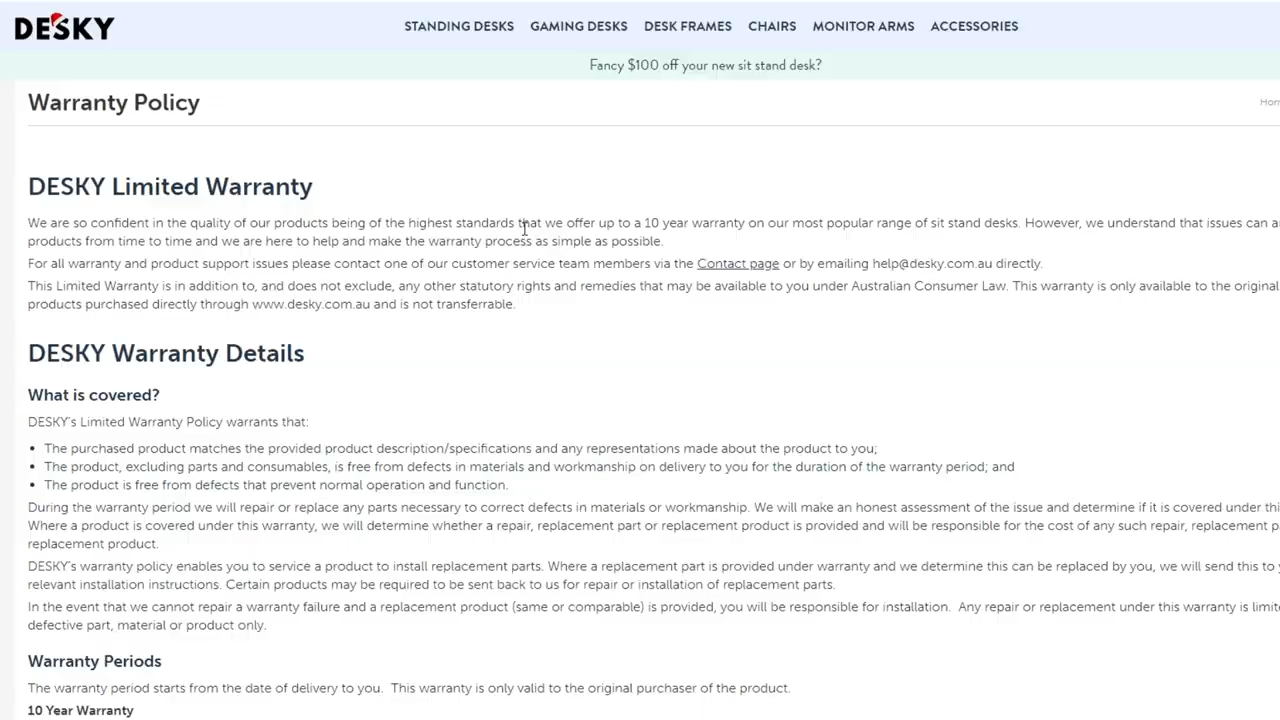 DESKY
STANDING DESKS GAMING DESKS DESK FRAMES CHAIRS MONITOR ARMS ACCESSORIES
Fancy $100 off your new sit stand desk?
Warranty Policy
DESKY Limited Warranty
We are so confident in the quality of our products being of the highest standards that we offer up to a 10 year warranty on our most popular range of sit stand desks. However, we understand that issues can
products from time to time and we are here to help and make the warranty process as simple as possible.
For all warranty and product support issues please contact one of our customer service team members via the Contact page or by emailing help@desky.com.au directly.
This Limited Warranty is in addition to, and does not exclude, any other statutory rights and remedies that may be available to you under Australian Consumer Law. This warranty is only available to the original
products purchased directly through www.desky.com.au and is not transferrable.
DESKY Warranty Details
What is covered?
DESKY's Limited Warranty Policy warrants that:
• The purchased product matches the provided product description/specifications and any representations made about the product to you;
• The product, excluding parts and consumables, is free from defects in materials and workmanship on delivery to you for the duration of the warranty period; and
• The product is free from defects that prevent normal operation and function.
During the warranty period we will repair or replace any parts necessary to correct defects in materials or workmanship. We will make an honest assessment of the issue and determine if it is covered under
Where a product is covered under this warranty, we will determine whether a repair, replacement part or replacement product is provided and will be responsible for the cost of any such repair, replacement
replacement product.
DESKY's warranty policy enables you to service a product to install replacement parts. Where a replacement part is provided under warranty and we determine this can be replaced by you, we will send this to
relevant installation instructions. Certain products may be required to be sent back to us for repair or installation of replacement parts.
In the event that we cannot repair a warranty failure and a replacement product (same or comparable) is provided, you will be responsible for installation. Any repair or replacement under this warranty is
defective part, material or product only.
Warranty Periods
The warranty period starts from the date of delivery to you. This warranty is only valid to the original purchaser of the product.
10 Year Warranty